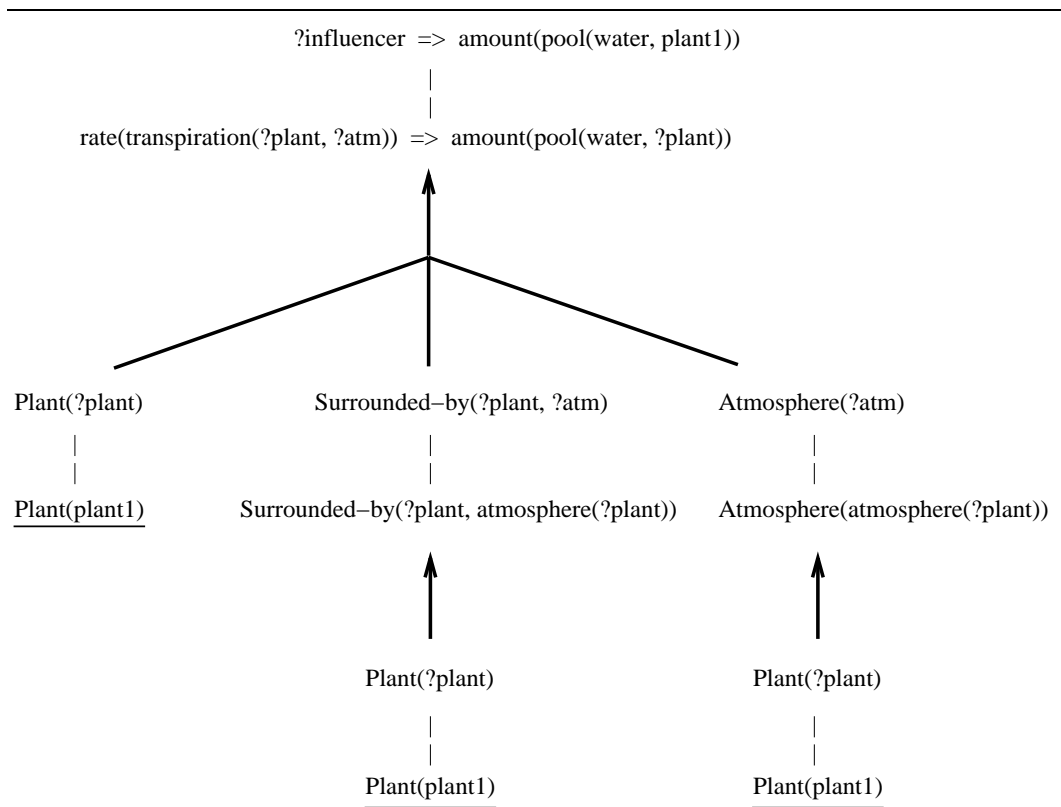 ?influencer => amount(pool(water, plant1))
rate(transpiration(?plant, ?atm)) => amount(pool(water, ?plant))
Plant(?plant) Surrounded−by(?plant, ?atm) Atmosphere(?atm)
Plant(plant1) Surrounded−by(?plant, atmosphere(?plant)) Atmosphere(atmosphere(?plant))
Plant(?plant) Plant(?plant)
Plant(plant1) Plant(plant1)